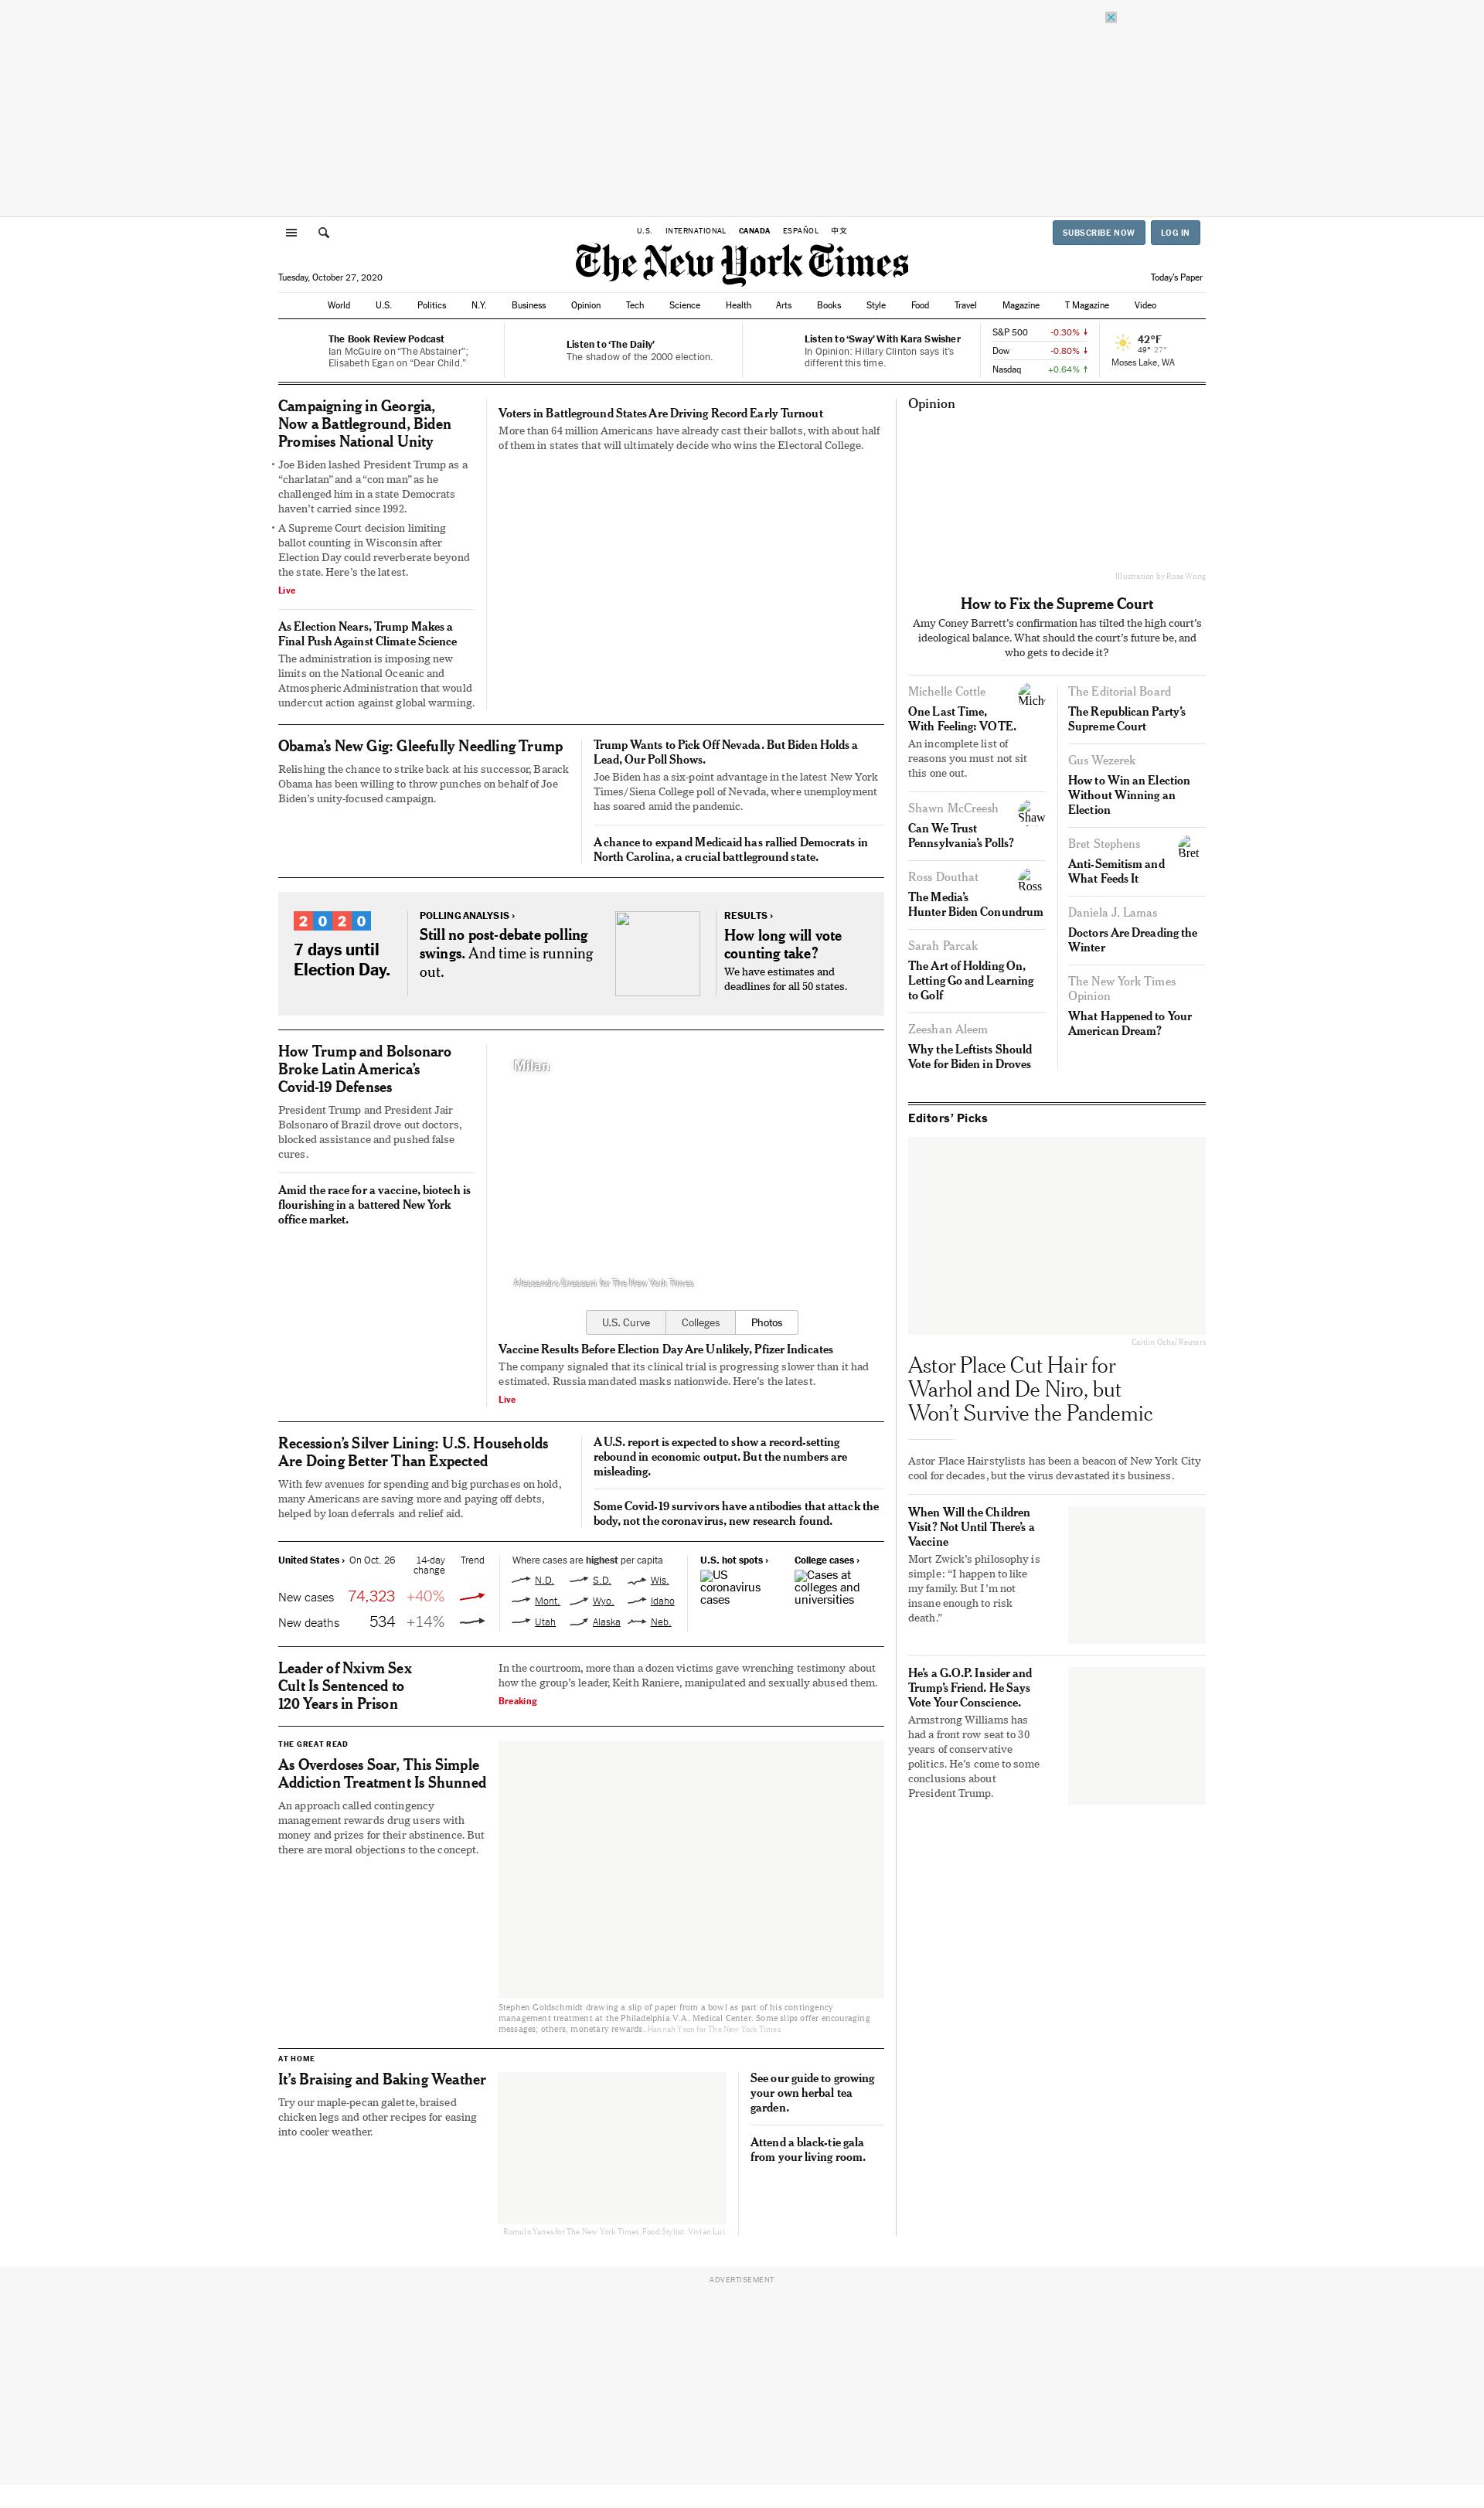 U.S. INTERNATIONAL CANADA ESPAÑOL 中文
SUBSCRIBE NOW LOG IN
The New York Times
Tuesday, October 27, 2020
Today's Paper
World U.S. Politics N.Y. Business Opinion Tech Science Health Arts Books Style Food Travel Magazine T Magazine Video
The Book Review Podcast
Ian McGuire on “The Abstainer”;
Elisabeth Egan on “Dear Child.”
Listen to ‘The Daily’
The shadow of the 2000 election.
Listen to ‘Sway’ With Kara Swisher
In Opinion: Hillary Clinton says it’s
different this time.
S&P 500 -0.30% ↓
Dow -0.80% ↓
Nasdaq +0.64% ↑
42°F
49° 27°
Moses Lake, WA
Campaigning in Georgia,
Now a Battleground, Biden
Promises National Unity
• Joe Biden lashed President Trump as a
“charlatan” and a “con man” as he
challenged him in a state Democrats
haven’t carried since 1992.
• A Supreme Court decision limiting
ballot counting in Wisconsin after
Election Day could reverberate beyond
the state. Here’s the latest.
Live
As Election Nears, Trump Makes a
Final Push Against Climate Science
The administration is imposing new
limits on the National Oceanic and
Atmospheric Administration that would
undercut action against global warming.
Voters in Battleground States Are Driving Record Early Turnout
More than 64 million Americans have already cast their ballots, with about half
of them in states that will ultimately decide who wins the Electoral College.
Obama’s New Gig: Gleefully Needling Trump
Relishing the chance to strike back at his successor, Barack
Obama has been willing to throw punches on behalf of Joe
Biden’s unity-focused campaign.
Trump Wants to Pick Off Nevada. But Biden Holds a
Lead, Our Poll Shows.
Joe Biden has a six-point advantage in the latest New York
Times/Siena College poll of Nevada, where unemployment
has soared amid the pandemic.
A chance to expand Medicaid has rallied Democrats in
North Carolina, a crucial battleground state.
2020
7 days until
Election Day.
POLLING ANALYSIS ›
Still no post-debate polling
swings. And time is running
out.
RESULTS ›
How long will vote
counting take?
We have estimates and
deadlines for all 50 states.
How Trump and Bolsonaro
Broke Latin America’s
Covid-19 Defenses
President Trump and President Jair
Bolsonaro of Brazil drove out doctors,
blocked assistance and pushed false
cures.
Amid the race for a vaccine, biotech is
flourishing in a battered New York
office market.
Milan
Alessandro Grassani for The New York Times
U.S. Curve Colleges Photos
Vaccine Results Before Election Day Are Unlikely, Pfizer Indicates
The company signaled that its clinical trial is progressing slower than it had
estimated. Russia mandated masks nationwide. Here’s the latest.
Live
Recession’s Silver Lining: U.S. Households
Are Doing Better Than Expected
With few avenues for spending and big purchases on hold,
many Americans are saving more and paying off debts,
helped by loan deferrals and relief aid.
A U.S. report is expected to show a record-setting
rebound in economic output. But the numbers are
misleading.
Some Covid-19 survivors have antibodies that attack the
body, not the coronavirus, new research found.
United States › On Oct. 26 14-day
change Trend
New cases 74,323 +40%
New deaths 534 +14%
Where cases are highest per capita
N.D. S.D. Wis.
Mont. Wyo. Idaho
Utah Alaska Neb.
U.S. hot spots ›
US
coronavirus
cases
College cases ›
Cases at
colleges and
universities
Leader of Nxivm Sex
Cult Is Sentenced to
120 Years in Prison
In the courtroom, more than a dozen victims gave wrenching testimony about
how the group’s leader, Keith Raniere, manipulated and sexually abused them.
Breaking
THE GREAT READ
As Overdoses Soar, This Simple
Addiction Treatment Is Shunned
An approach called contingency
management rewards drug users with
money and prizes for their abstinence. But
there are moral objections to the concept.
Stephen Goldschmidt drawing a slip of paper from a bowl as part of his contingency
management treatment at the Philadelphia V.A. Medical Center. Some slips offer encouraging
messages; others, monetary rewards. Hannah Yoon for The New York Times
AT HOME
It’s Braising and Baking Weather
Try our maple-pecan galette, braised
chicken legs and other recipes for easing
into cooler weather.
Romulo Yanes for The New York Times. Food Stylist: Vivian Lui.
See our guide to growing
your own herbal tea
garden.
Attend a black-tie gala
from your living room.
Opinion
Illustration by Rose Wong
How to Fix the Supreme Court
Amy Coney Barrett’s confirmation has tilted the high court’s
ideological balance. What should the court’s future be, and
who gets to decide it?
Michelle Cottle
Mich
One Last Time,
With Feeling: VOTE.
An incomplete list of
reasons you must not sit
this one out.
Shawn McCreesh
Shaw
Can We Trust
Pennsylvania’s Polls?
Ross Douthat
Ross
The Media’s
Hunter Biden Conundrum
Sarah Parcak
The Art of Holding On,
Letting Go and Learning
to Golf
Zeeshan Aleem
Why the Leftists Should
Vote for Biden in Droves
The Editorial Board
The Republican Party’s
Supreme Court
Gus Wezerek
How to Win an Election
Without Winning an
Election
Bret Stephens
Bret
Anti-Semitism and
What Feeds It
Daniela J. Lamas
Doctors Are Dreading the
Winter
The New York Times
Opinion
What Happened to Your
American Dream?
Editors’ Picks
Caitlin Ochs/Reuters
Astor Place Cut Hair for
Warhol and De Niro, but
Won’t Survive the Pandemic
Astor Place Hairstylists has been a beacon of New York City
cool for decades, but the virus devastated its business.
When Will the Children
Visit? Not Until There’s a
Vaccine
Mort Zwick’s philosophy is
simple: “I happen to like
my family. But I’m not
insane enough to risk
death.”
He’s a G.O.P. Insider and
Trump’s Friend. He Says
Vote Your Conscience.
Armstrong Williams has
had a front row seat to 30
years of conservative
politics. He’s come to some
conclusions about
President Trump.
ADVERTISEMENT